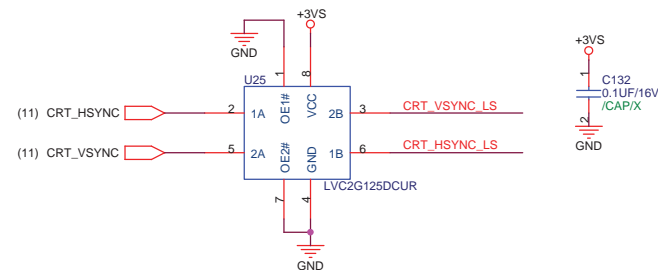 +3VS
GND
1
8
U25
OE1#
VCC
(11) CRT_HSYNC
2
1A
2B
3
CRT_VSYNC_LS
(11) CRT_VSYNC
5
2A
1B
6
CRT_HSYNC_LS
OE2#
GND
LVC2G125DCUR
7
4
GND
+3VS
1
C132
0.1UF/16V
/CAP/X
2
GND